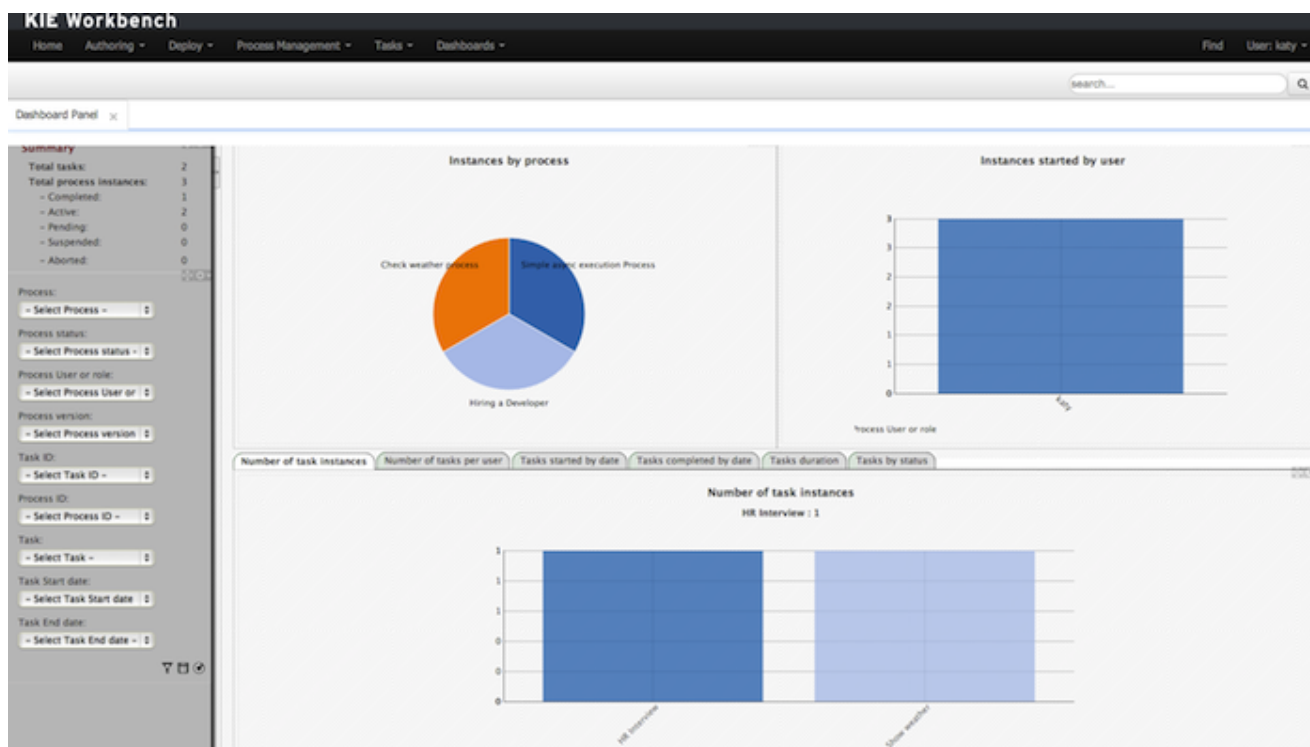 KIE Workbench
Home Authoring Deploy Process Management Tasks Dashboards Find User: katy
search...
Dashboard Panel x
Summary
Total tasks: 2
Total process instances: 3
- Completed: 1
- Active: 2
- Pending: 0
- Suspended: 0
- Aborted: 0
Process:
- Select Process -
Process status:
- Select Process status -
Process User or role:
- Select Process User or
Process version:
- Select Process version
Task ID:
- Select Task ID -
Process ID:
- Select Process ID -
Task:
- Select Task -
Task Start date:
- Select Task Start date
Task End date:
- Select Task End date -
Instances by process
Check weather process
Simple async execution Process
Hiring a Developer
Instances started by user
3
3
2
2
1
1
0
katy
Process User or role
Number of task instances Number of tasks per user Tasks started by date Tasks completed by date Tasks duration Tasks by status
Number of task instances
HR Interview : 1
1
1
1
0
0
0
HR Interview
Show weather